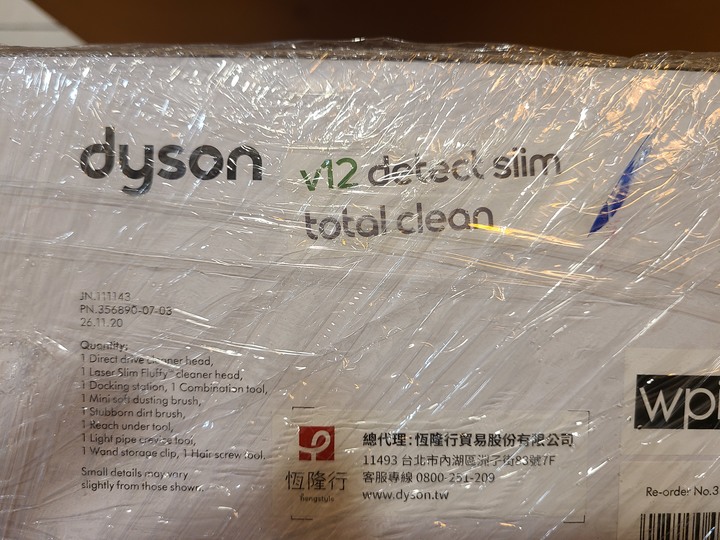 dyson
v12 detect slim
total clean
JN.111143
PN.356890-07-03
26.11.20
Quantity:
1 Direct drive cleaner head,
1 Laser Slim Fluffy™ cleaner head,
1 Docking station, 1 Combination tool,
1 Mini soft dusting brush,
1 Stubborn dirt brush,
1 Reach under tool,
1 Light pipe crevice tool,
1 Wand storage clip, 1 Hair screw tool.
Small details may vary
slightly from those shown.
恆隆行
hengstyle
總代理:恆隆行貿易股份有限公司
11493 台北市內湖區洲子街83號7F
客服專線 0800-251-209
www.dyson.tw
Re-order No.3